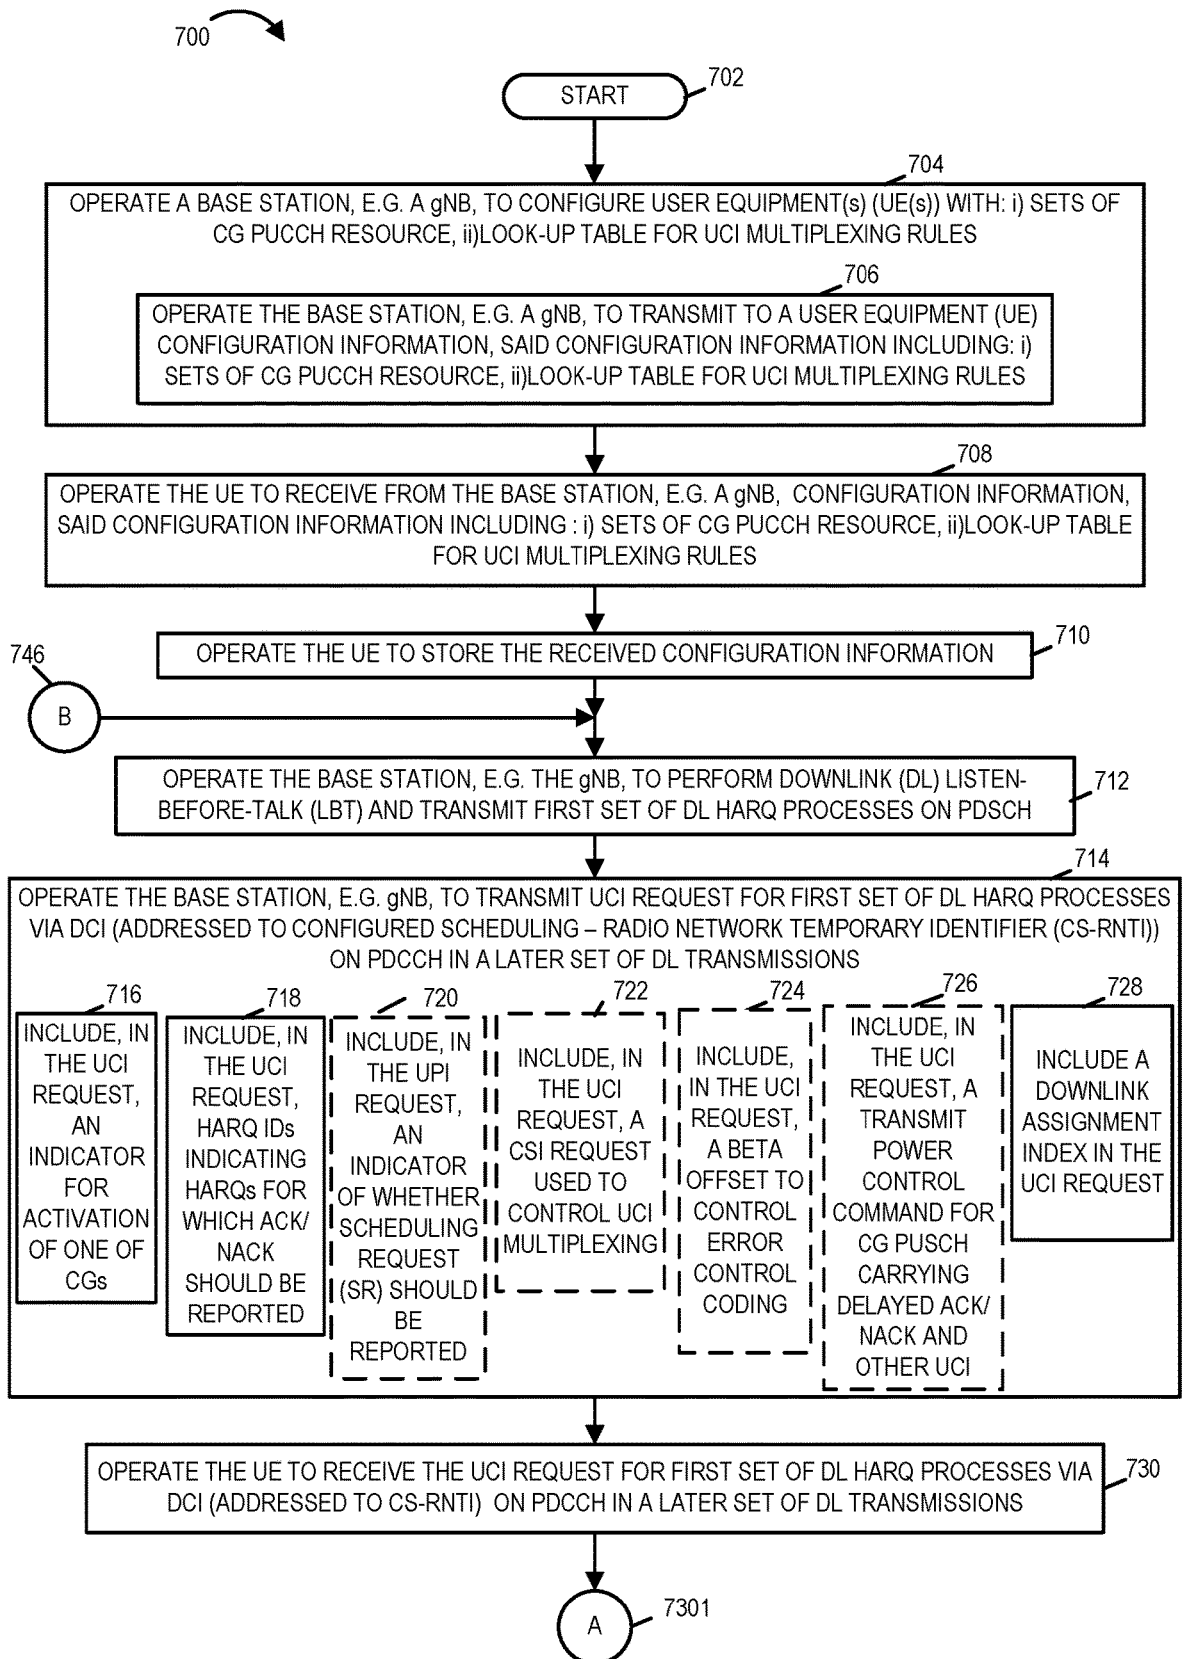 700
START
702
704
OPERATE A BASE STATION, E.G. A gNB, TO CONFIGURE USER EQUIPMENT(s) (UE(s)) WITH: i) SETS OF
CG PUCCH RESOURCE, ii)LOOK-UP TABLE FOR UCI MULTIPLEXING RULES
706
OPERATE THE BASE STATION, E.G. A gNB, TO TRANSMIT TO A USER EQUIPMENT (UE)
CONFIGURATION INFORMATION, SAID CONFIGURATION INFORMATION INCLUDING: i)
SETS OF CG PUCCH RESOURCE, ii)LOOK-UP TABLE FOR UCI MULTIPLEXING RULES
708
OPERATE THE UE TO RECEIVE FROM THE BASE STATION, E.G. A gNB, CONFIGURATION INFORMATION,
SAID CONFIGURATION INFORMATION INCLUDING : i) SETS OF CG PUCCH RESOURCE, ii)LOOK-UP TABLE
FOR UCI MULTIPLEXING RULES
710
OPERATE THE UE TO STORE THE RECEIVED CONFIGURATION INFORMATION
746
B
OPERATE THE BASE STATION, E.G. THE gNB, TO PERFORM DOWNLINK (DL) LISTEN-
BEFORE-TALK (LBT) AND TRANSMIT FIRST SET OF DL HARQ PROCESSES ON PDSCH
712
714
OPERATE THE BASE STATION, E.G. gNB, TO TRANSMIT UCI REQUEST FOR FIRST SET OF DL HARQ PROCESSES
VIA DCI (ADDRESSED TO CONFIGURED SCHEDULING – RADIO NETWORK TEMPORARY IDENTIFIER (CS-RNTI))
ON PDCCH IN A LATER SET OF DL TRANSMISSIONS
716
INCLUDE, IN
THE UCI
REQUEST,
AN
INDICATOR
FOR
ACTIVATION
OF ONE OF
CGs
718
INCLUDE, IN
THE UCI
REQUEST,
HARQ IDs
INDICATING
HARQs FOR
WHICH ACK/
NACK
SHOULD BE
REPORTED
720
INCLUDE, IN
THE UPI
REQUEST,
AN
INDICATOR
OF WHETHER
SCHEDULING
REQUEST
(SR) SHOULD
BE
REPORTED
722
INCLUDE, IN
THE UCI
REQUEST, A
CSI REQUEST
USED TO
CONTROL UCI
MULTIPLEXING
724
INCLUDE,
IN THE UCI
REQUEST,
A BETA
OFFSET TO
CONTROL
ERROR
CONTROL
CODING
726
INCLUDE, IN
THE UCI
REQUEST, A
TRANSMIT
POWER
CONTROL
COMMAND FOR
CG PUSCH
CARRYING
DELAYED ACK/
NACK AND
OTHER UCI
728
INCLUDE A
DOWNLINK
ASSIGNMENT
INDEX IN THE
UCI REQUEST
OPERATE THE UE TO RECEIVE THE UCI REQUEST FOR FIRST SET OF DL HARQ PROCESSES VIA
DCI (ADDRESSED TO CS-RNTI) ON PDCCH IN A LATER SET OF DL TRANSMISSIONS
730
A
7301